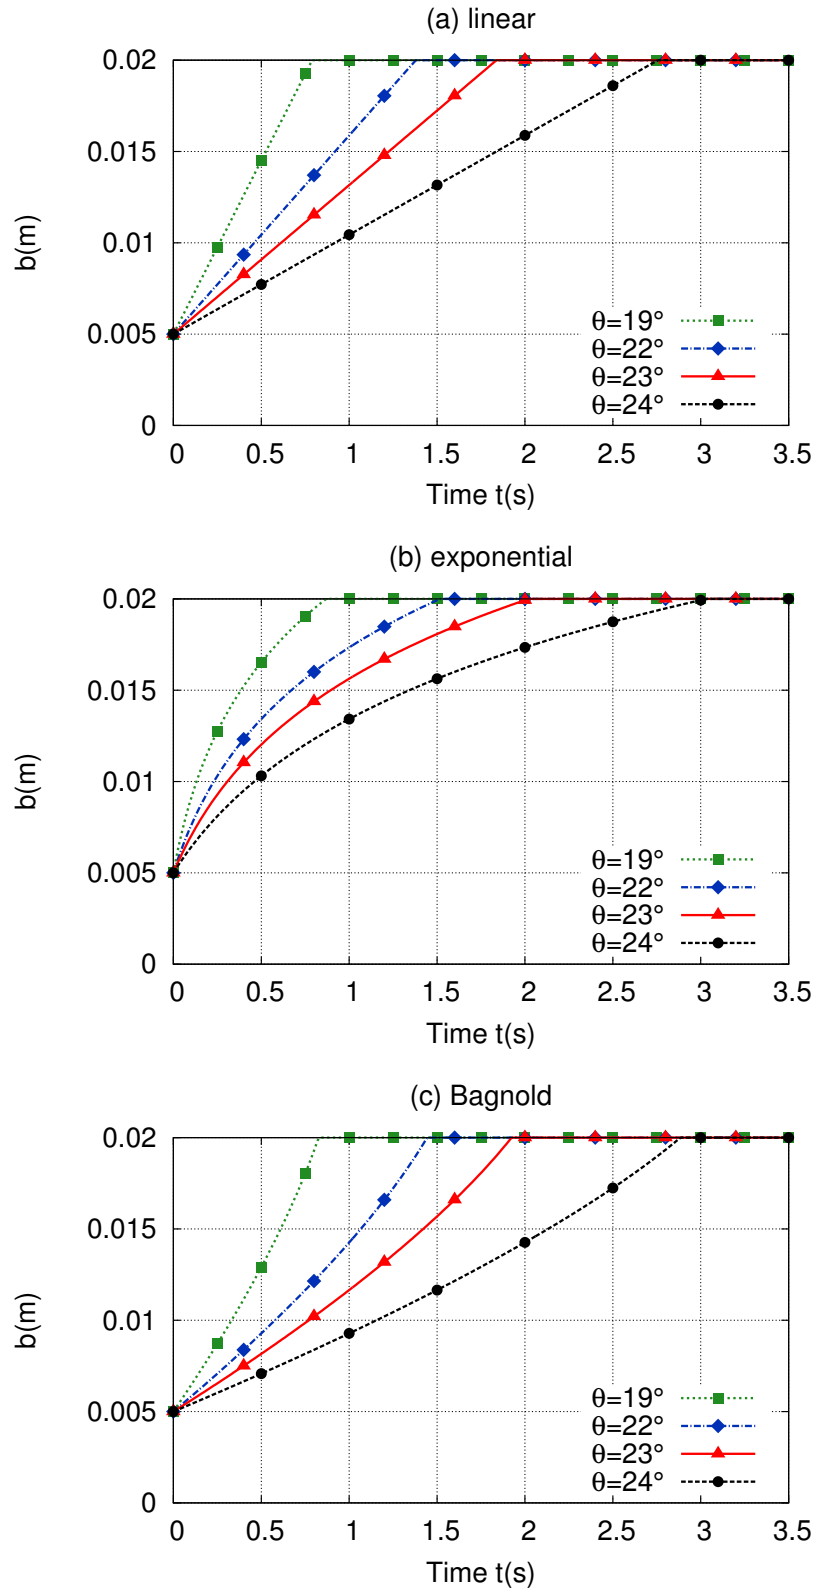 (a) linear
0.02
0.015
0.01
0.005
0
b(m)
θ=19°
θ=22°
θ=23°
θ=24°
0 0.5 1 1.5 2 2.5 3 3.5
Time t(s)
(b) exponential
0.02
0.015
0.01
0.005
0
b(m)
θ=19°
θ=22°
θ=23°
θ=24°
0 0.5 1 1.5 2 2.5 3 3.5
Time t(s)
(c) Bagnold
0.02
0.015
0.01
0.005
0
b(m)
θ=19°
θ=22°
θ=23°
θ=24°
0 0.5 1 1.5 2 2.5 3 3.5
Time t(s)